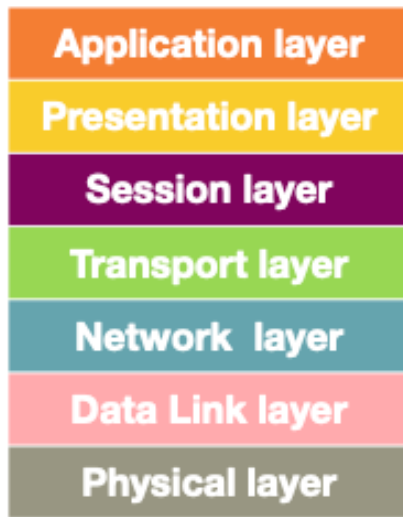 Application layer
Presentation layer
Session layer
Transport layer
Network layer
Data Link layer
Physical layer